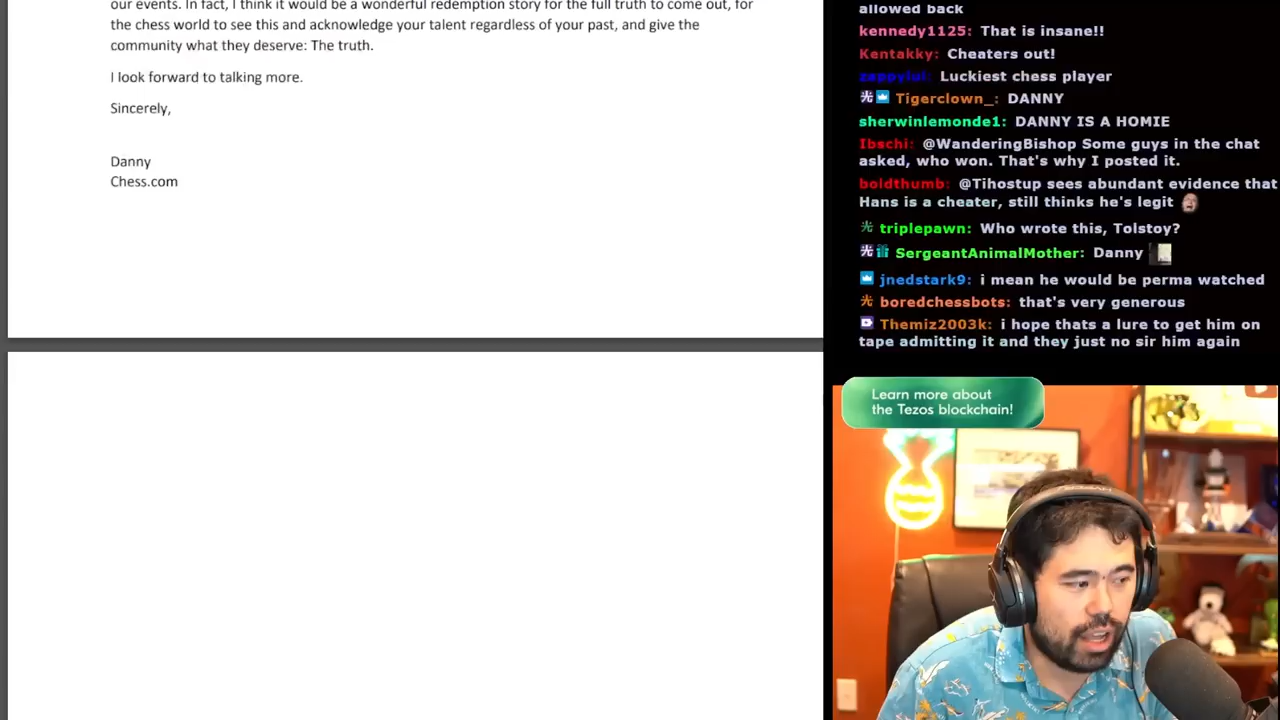 our events. In fact, I think it would be a wonderful redemption story for the full truth to come out, for
the chess world to see this and acknowledge your talent regardless of your past, and give the
community what they deserve: The truth.
I look forward to talking more.
Sincerely,
Danny
Chess.com
allowed back
kennedy1125: That is insane!!
Kentakky: Cheaters out!
zappylul: Luckiest chess player
Tigerclown_: DANNY
sherwinlemonde1: DANNY IS A HOMIE
Ibschi: @WanderingBishop Some guys in the chat
asked, who won. That's why I posted it.
boldthumb: @Tihostup sees abundant evidence that
Hans is a cheater, still thinks he's legit
triplepawn: Who wrote this, Tolstoy?
SergeantAnimalMother: Danny
jnedstark9: i mean he would be perma watched
boredchessbots: that's very generous
Themiz2003k: i hope thats a lure to get him on
tape admitting it and they just no sir him again
Learn more about
the Tezos blockchain!